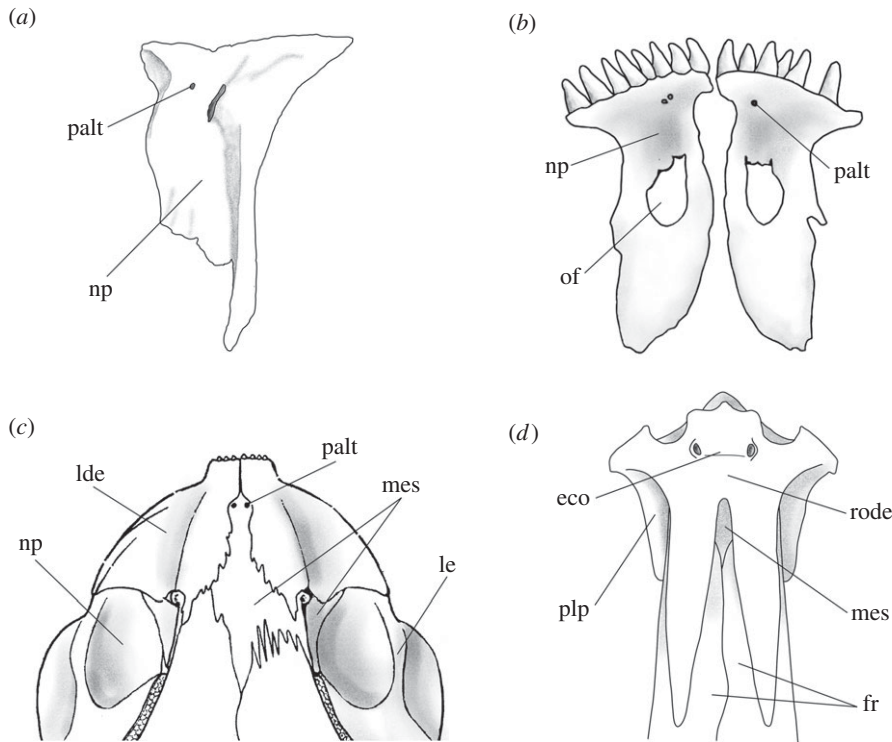 (a)
palt
np
(b)
np
palt
of
(c)
palt
lde
mes
np
le
(d)
eco
rode
plp
mes
fr